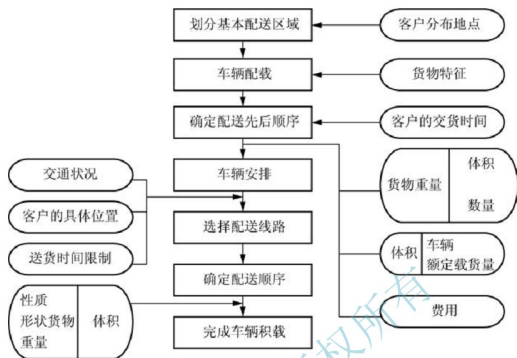 划分基本配送区域
客户分布地点
车辆配载
货物特征
确定配送先后顺序
客户的交货时间
交通状况
车辆安排
体积
货物重量
数量
客户的具体位置
选择配送线路
送货时间限制
体积
车辆
额定载货量
确定配送顺序
性质
形状货物
重量
体积
费用
完成车辆积载
权所有